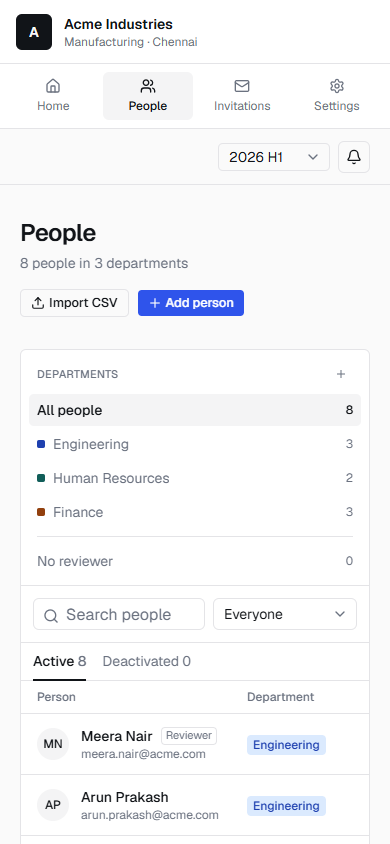 A
Acme Industries
Manufacturing · Chennai
Home
People
Invitations
Settings
2026 H1
People
8 people in 3 departments
Import CSV
Add person
DEPARTMENTS
All people 8
Engineering 3
Human Resources 2
Finance 3
No reviewer 0
Search people
Everyone
Active 8 Deactivated 0
Person Department
MN Meera Nair Reviewer Engineering
meera.nair@acme.com
AP Arun Prakash Engineering
arun.prakash@acme.com